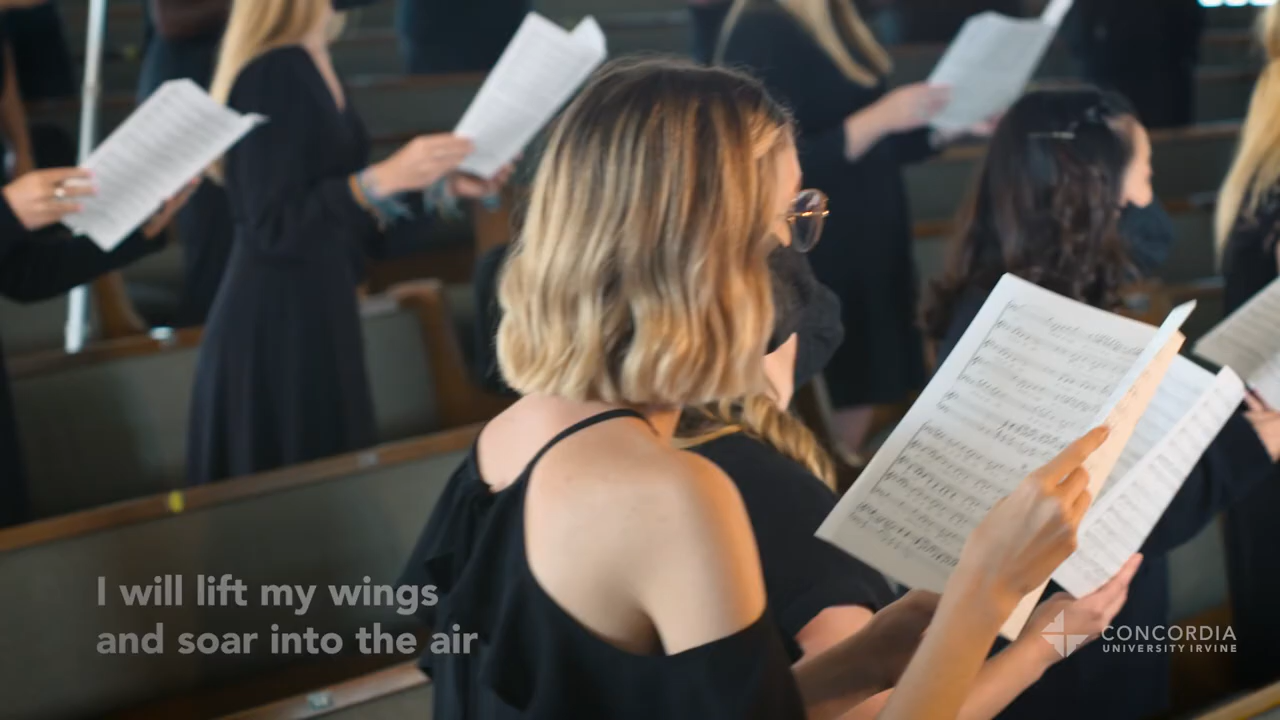 I will lift my wings
and soar into the air
CONCORDIA
UNIVERSITY IRVINE